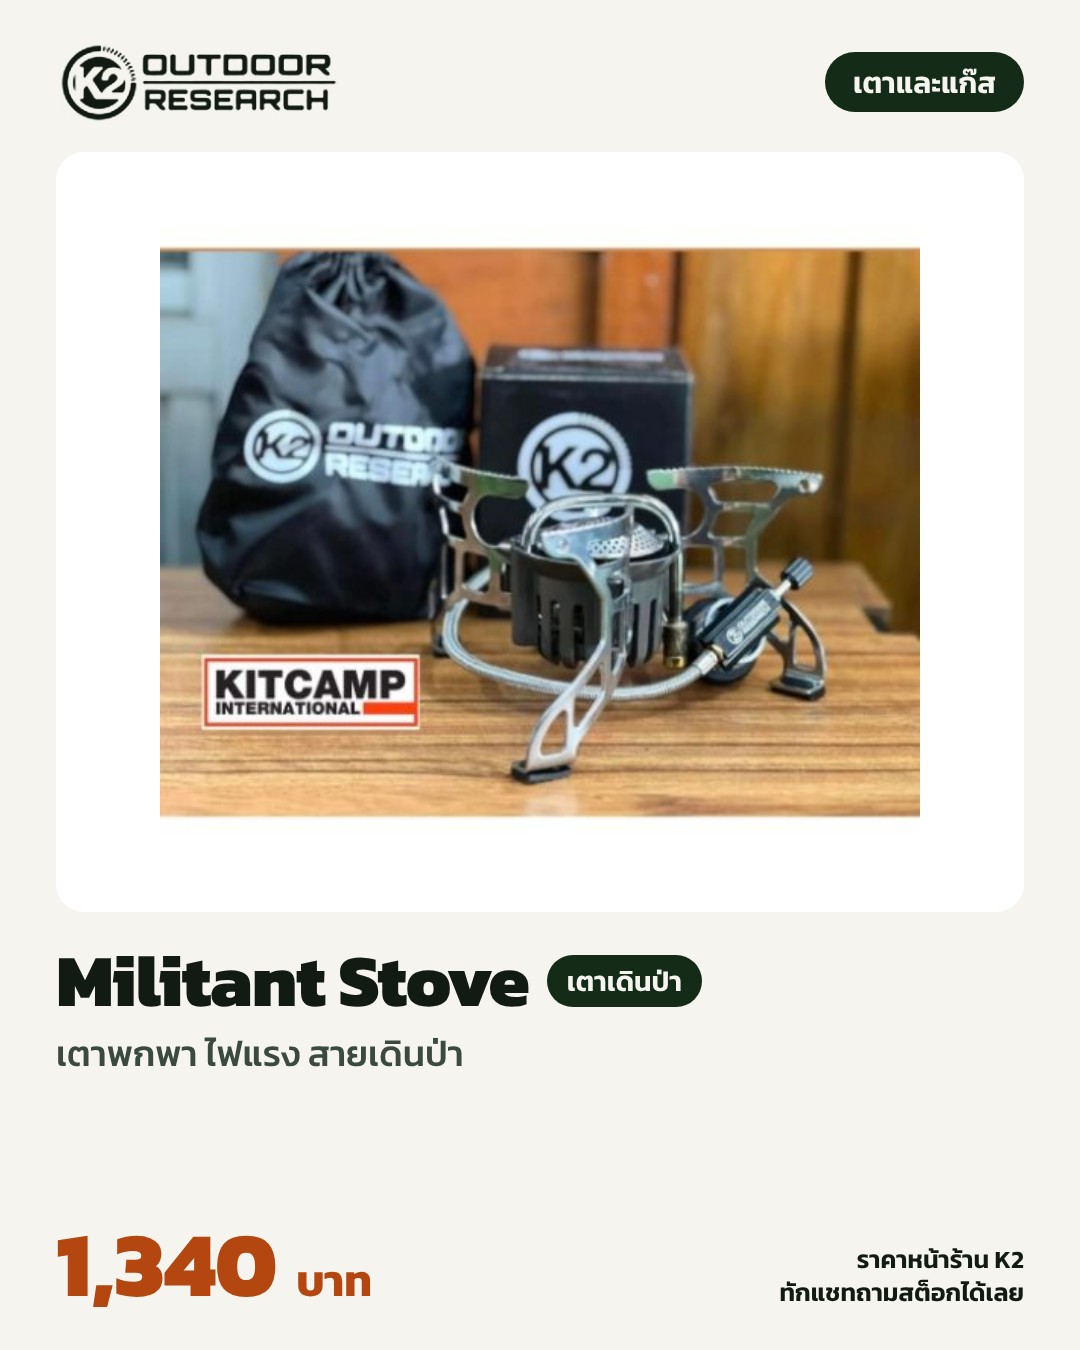 K2 OUTDOOR
RESEARCH
เตาและแก๊ส
K2 OUTDOO
RESEAR
K2
KITCAMP
INTERNATIONAL
Militant Stove
เตาเดินป่า
เตาพกพา ไฟแรง สายเดินป่า
1,340 บาท
ราคาหน้าร้าน K2
ทักแชทถามสต็อกได้เลย